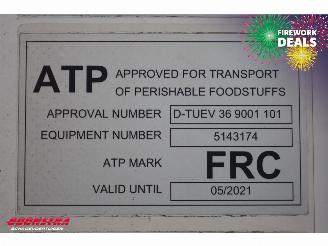 FIREWORK
DEALS
ATP APPROVED FOR TRANSPORT
OF PERISHABLE FOODSTUFFS
APPROVAL NUMBER D-TUEV 36 9001 101
EQUIPMENT NUMBER 5143174
ATP MARK FRC
VALID UNTIL 05/2021